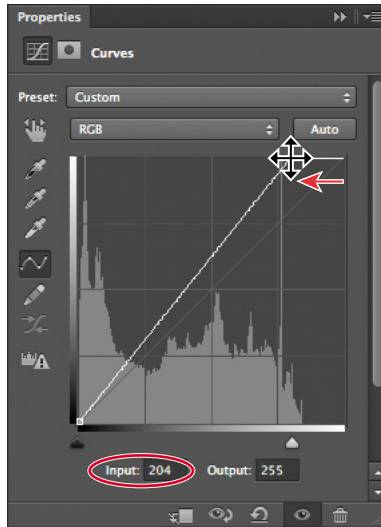 Properties
Curves
Preset: Custom
RGB Auto
Input: 204 Output: 255